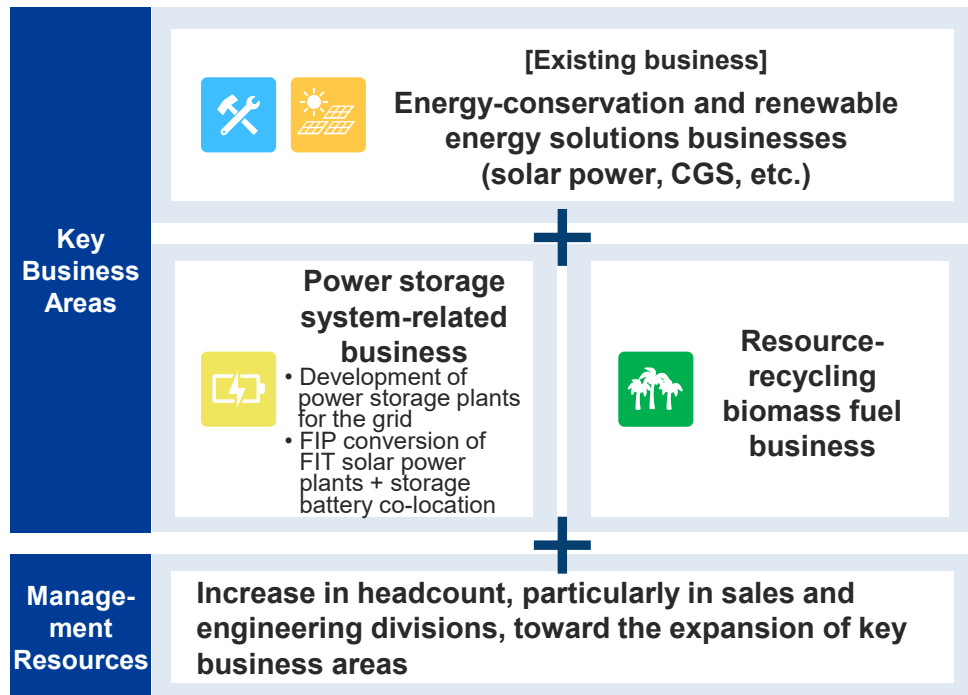 Key
Business
Areas
[Existing business]
Energy-conservation and renewable
energy solutions businesses
(solar power, CGS, etc.)
Power storage
system-related
business
• Development of
power storage plants
for the grid
• FIP conversion of
FIT solar power
plants + storage
battery co-location
Resource-
recycling
biomass fuel
business
Manage-
ment
Resources
Increase in headcount, particularly in sales and
engineering divisions, toward the expansion of key
business areas